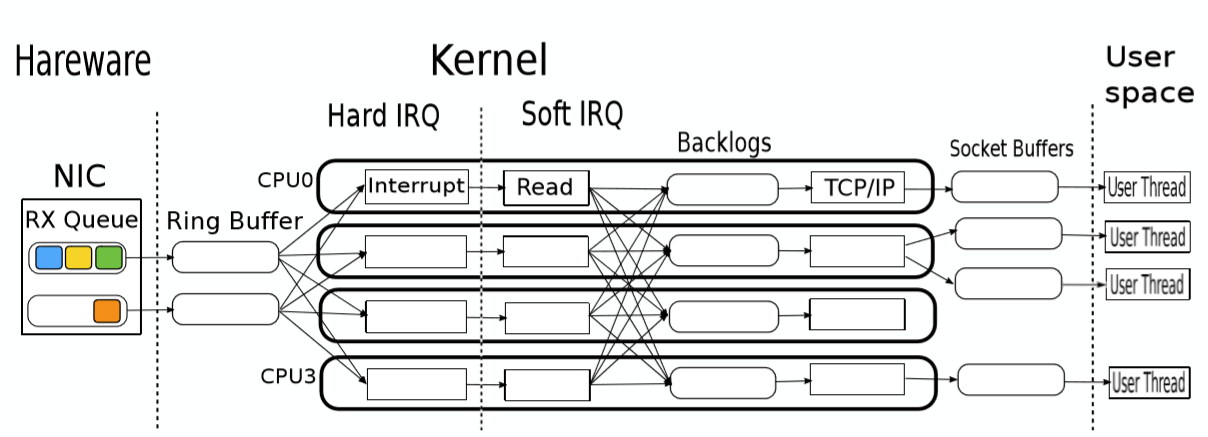 Hareware
Kernel
User
space
Hard IRQ
Soft IRQ
Backlogs
Socket Buffers
NIC
CPU0
Interrupt
Read
TCP/IP
User Thread
RX Queue
Ring Buffer
User Thread
User Thread
CPU3
User Thread